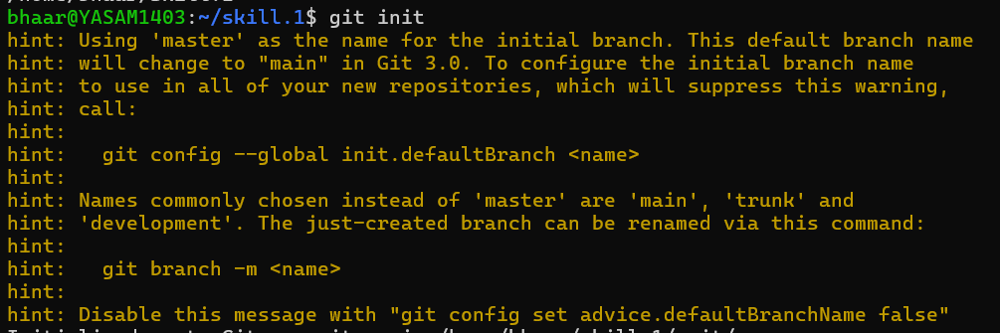 bhaar@YASAM1403:~/skill.1$ git init
hint: Using 'master' as the name for the initial branch. This default branch name
hint: will change to "main" in Git 3.0. To configure the initial branch name
hint: to use in all of your new repositories, which will suppress this warning,
hint: call:
hint:
hint:   git config --global init.defaultBranch <name>
hint:
hint: Names commonly chosen instead of 'master' are 'main', 'trunk' and
hint: 'development'. The just-created branch can be renamed via this command:
hint:
hint:   git branch -m <name>
hint:
hint: Disable this message with "git config set advice.defaultBranchName false"